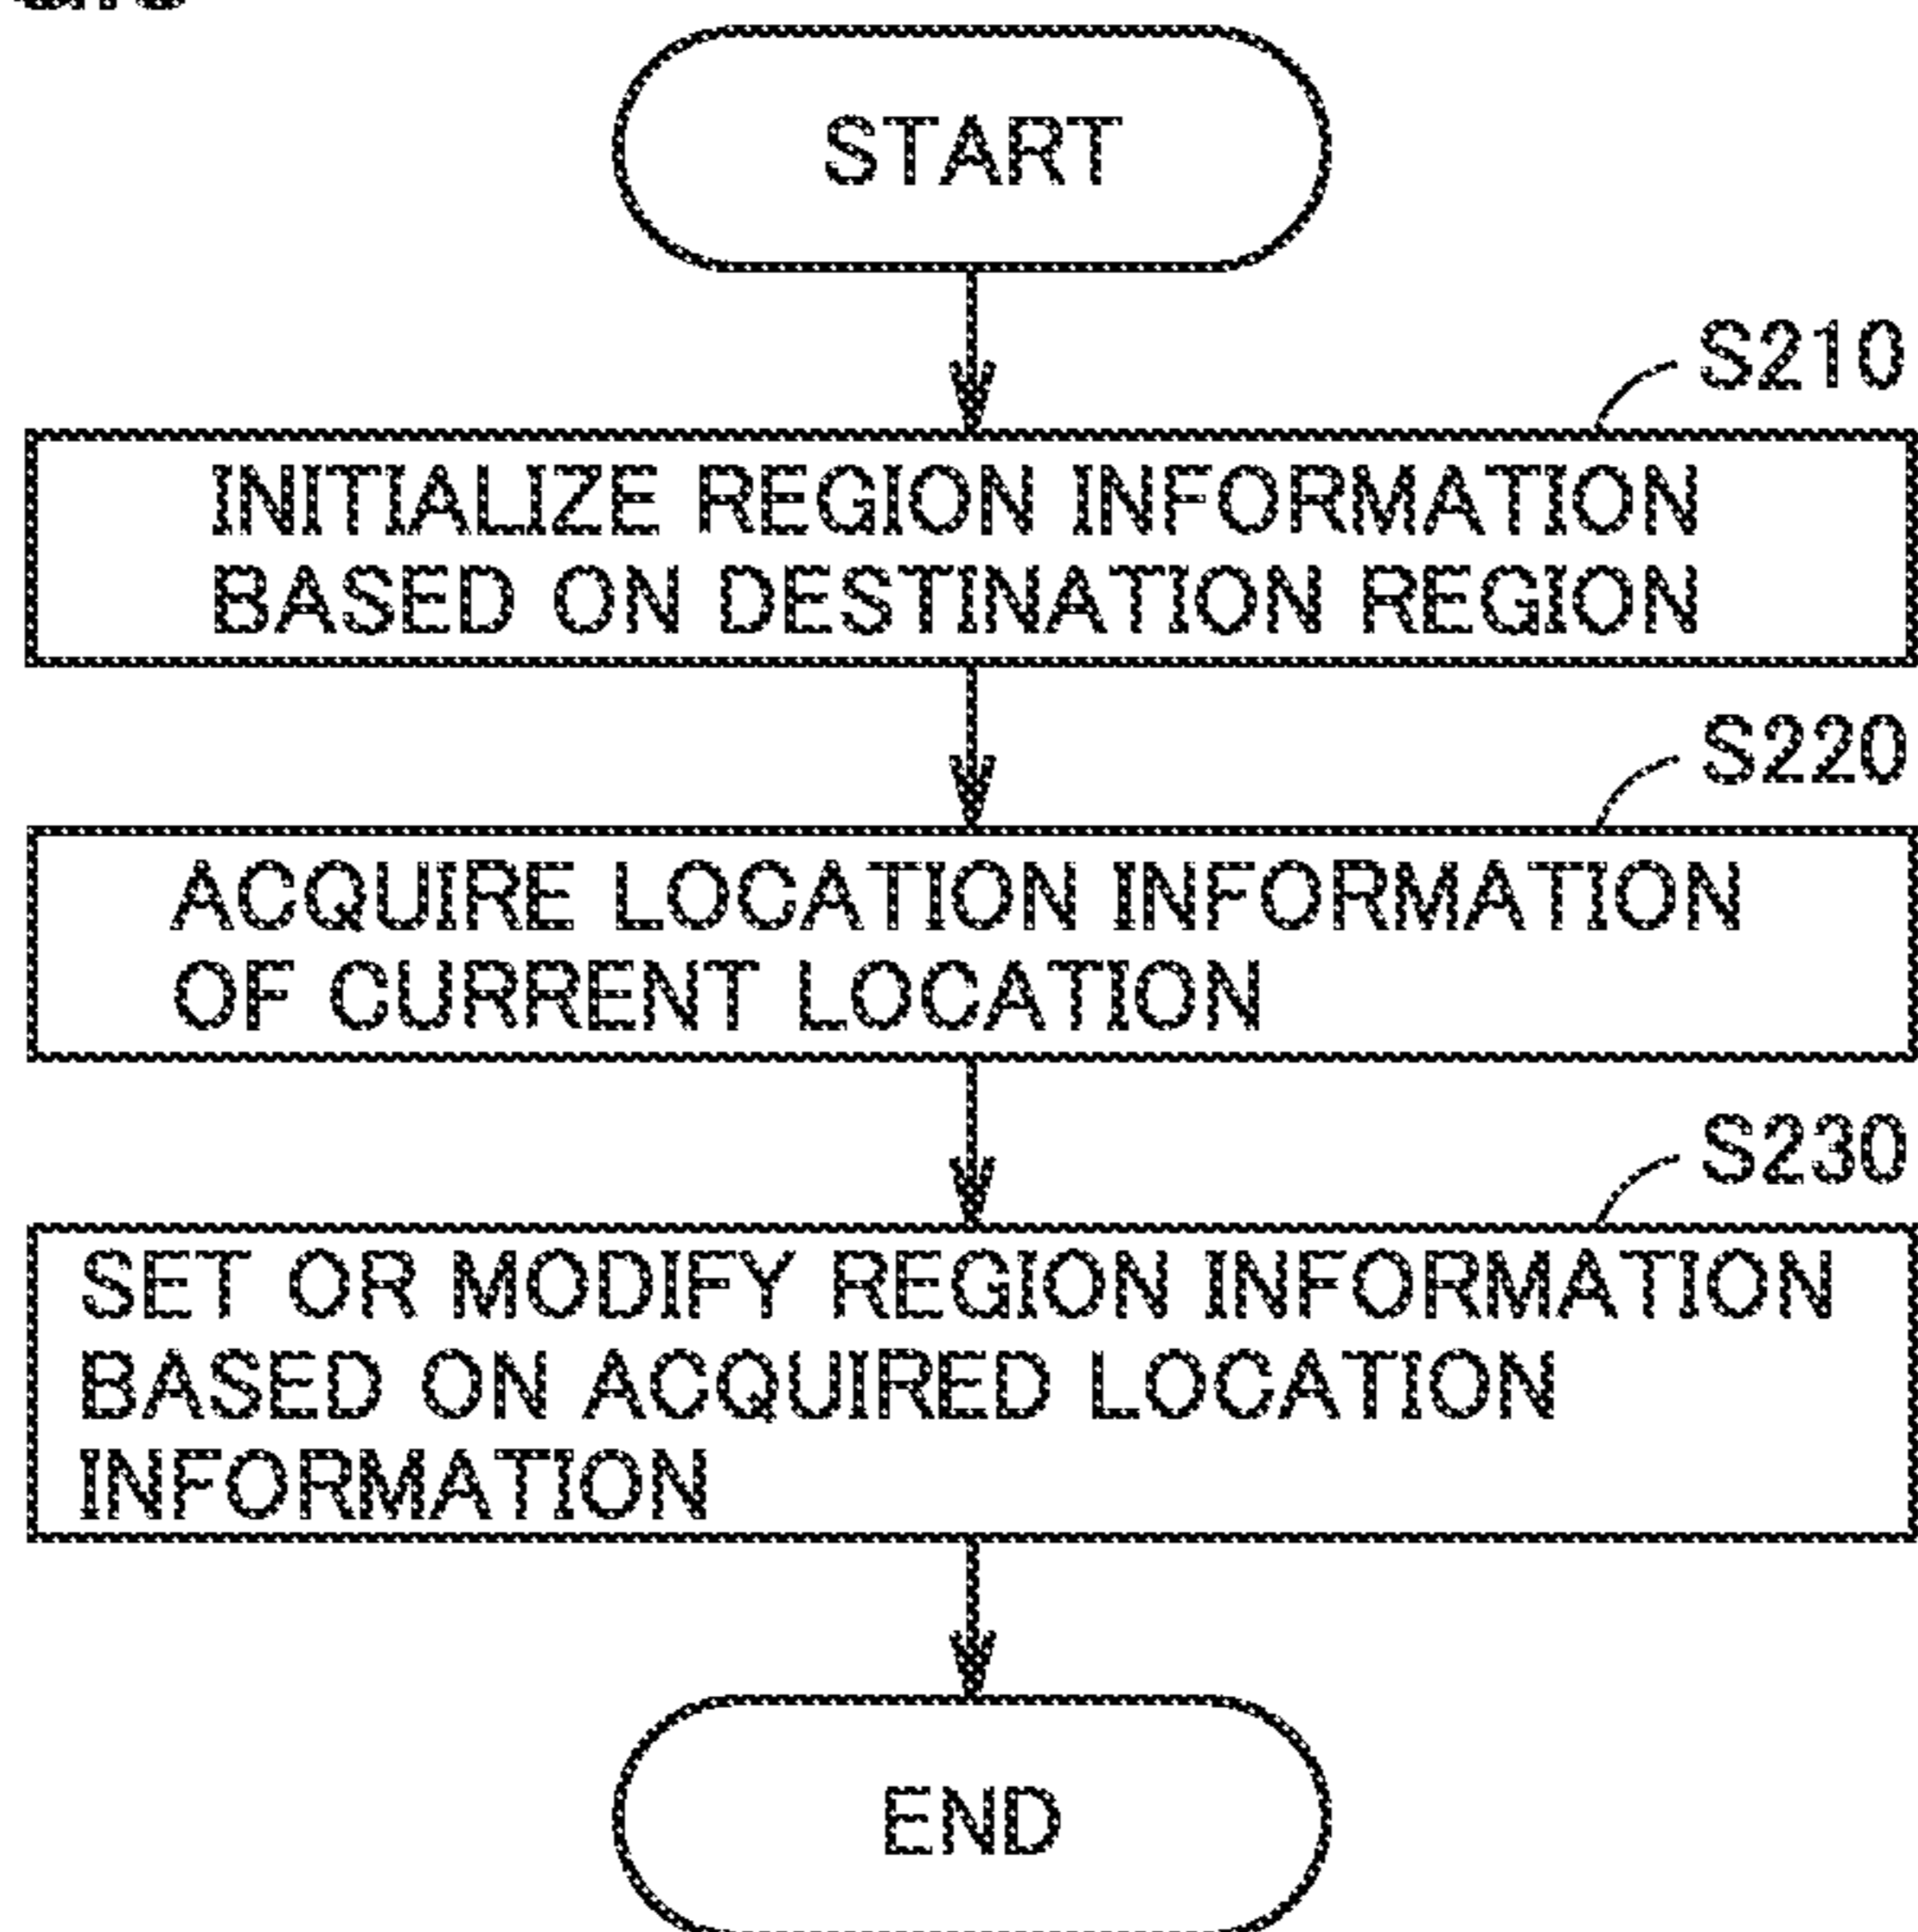 START
S210
INITIALIZE REGION INFORMATION
BASED ON DESTINATION REGION
S220
ACQUIRE LOCATION INFORMATION
OF CURRENT LOCATION
S230
SET OR MODIFY REGION INFORMATION
BASED ON ACQUIRED LOCATION
INFORMATION
END